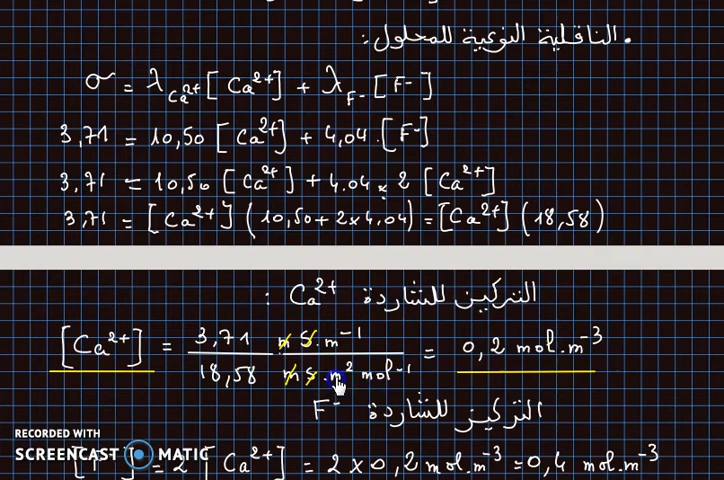 • الناقلية النوعية للمحلول :
σ = λCa²⁺ [Ca²⁺] + λF⁻ [F⁻]
3,71 = 10,50 [Ca²⁺] + 4,04 . [F⁻]
3,71 = 10,50 [Ca²⁺] + 4.04 × 2 [Ca²⁺]
3,71 = [Ca²⁺] (10,50 + 2 × 4,04) = [Ca²⁺] (18,58)
التركيز للشاردة Ca²⁺ :
[Ca²⁺] = 3,71 mS.m⁻¹ / 18,58 mS.m² mol⁻¹ = 0,2 mol.m⁻³
التركيز للشاردة F⁻
RECORDED WITH
SCREENCAST MATIC
= 2 [Ca²⁺] = 2 × 0,2 mol.m⁻³ = 0,4 mol.m⁻³